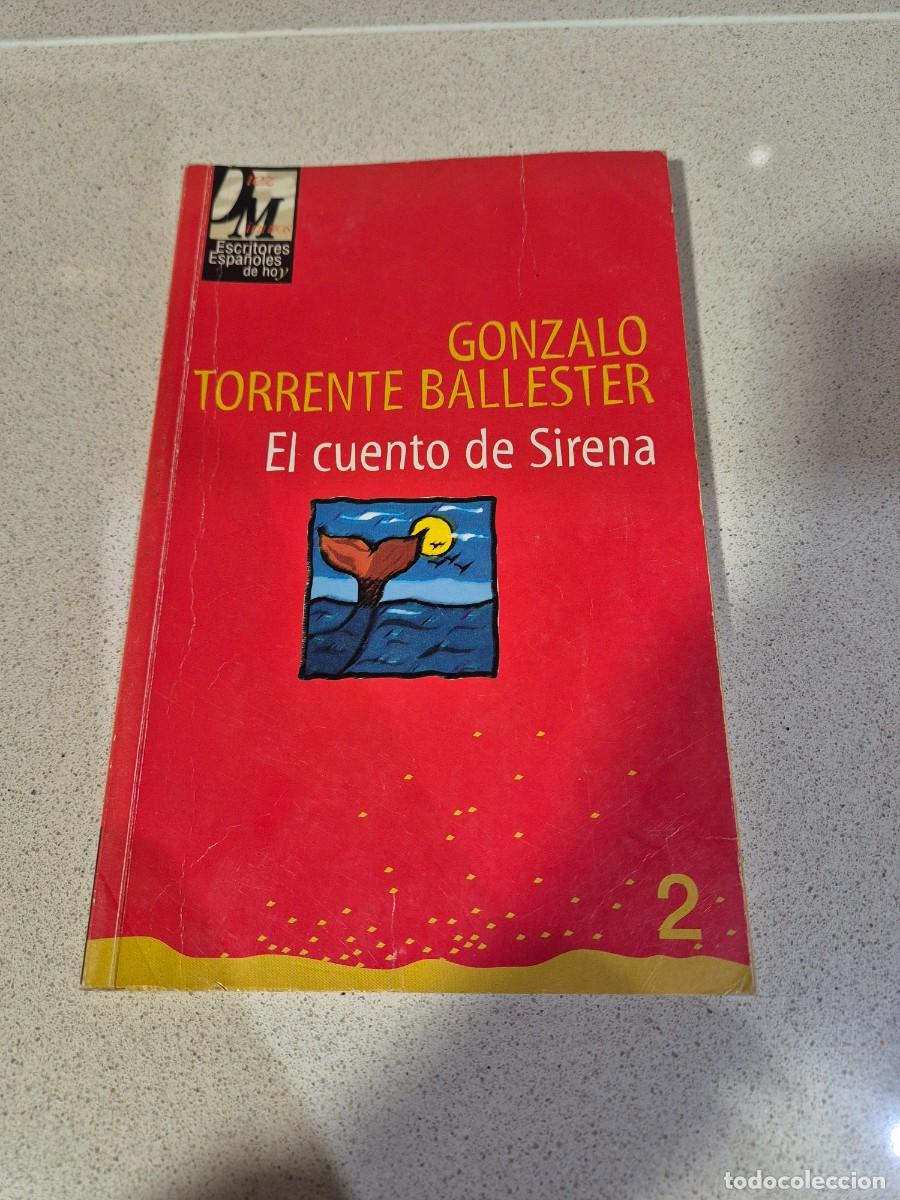 M
Escritores
Españoles
de hoy
GONZALO
TORRENTE BALLESTER
El cuento de Sirena
2
todocoleccion